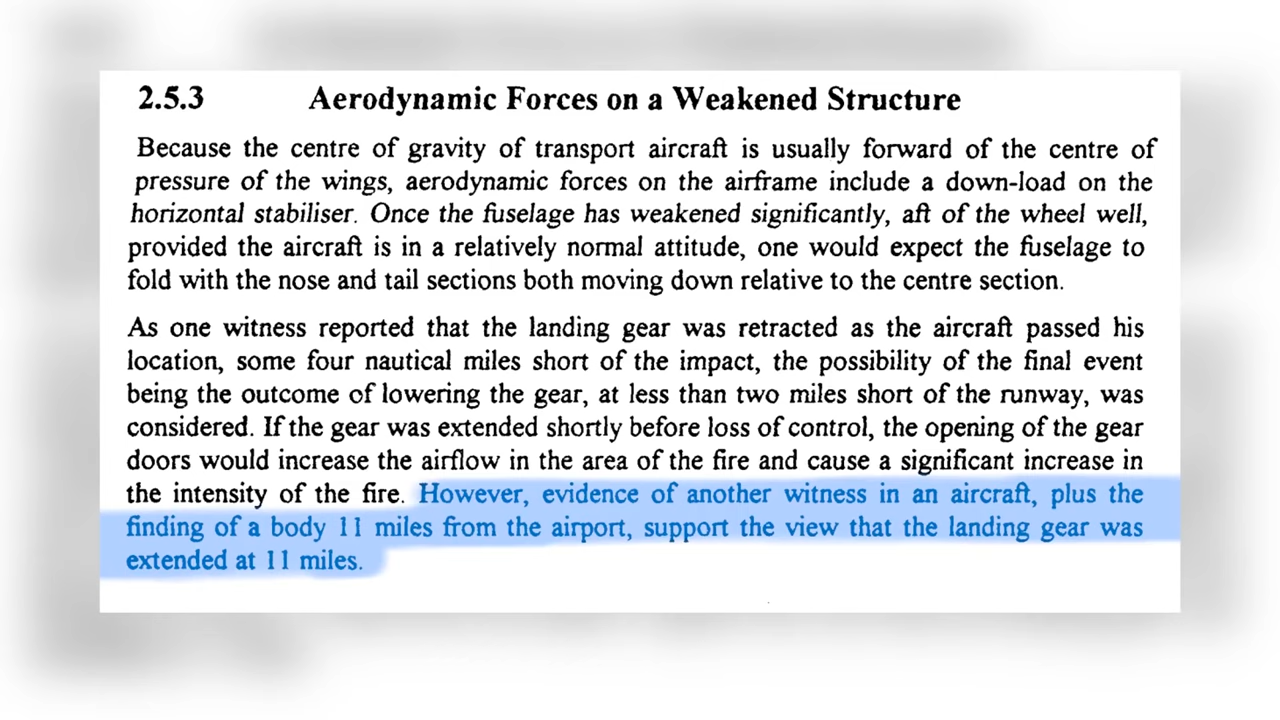 2.5.3 Aerodynamic Forces on a Weakened Structure
Because the centre of gravity of transport aircraft is usually forward of the centre of
pressure of the wings, aerodynamic forces on the airframe include a down-load on the
horizontal stabiliser. Once the fuselage has weakened significantly, aft of the wheel well,
provided the aircraft is in a relatively normal attitude, one would expect the fuselage to
fold with the nose and tail sections both moving down relative to the centre section.
As one witness reported that the landing gear was retracted as the aircraft passed his
location, some four nautical miles short of the impact, the possibility of the final event
being the outcome of lowering the gear, at less than two miles short of the runway, was
considered. If the gear was extended shortly before loss of control, the opening of the gear
doors would increase the airflow in the area of the fire and cause a significant increase in
the intensity of the fire. However, evidence of another witness in an aircraft, plus the
finding of a body 11 miles from the airport, support the view that the landing gear was
extended at 11 miles.